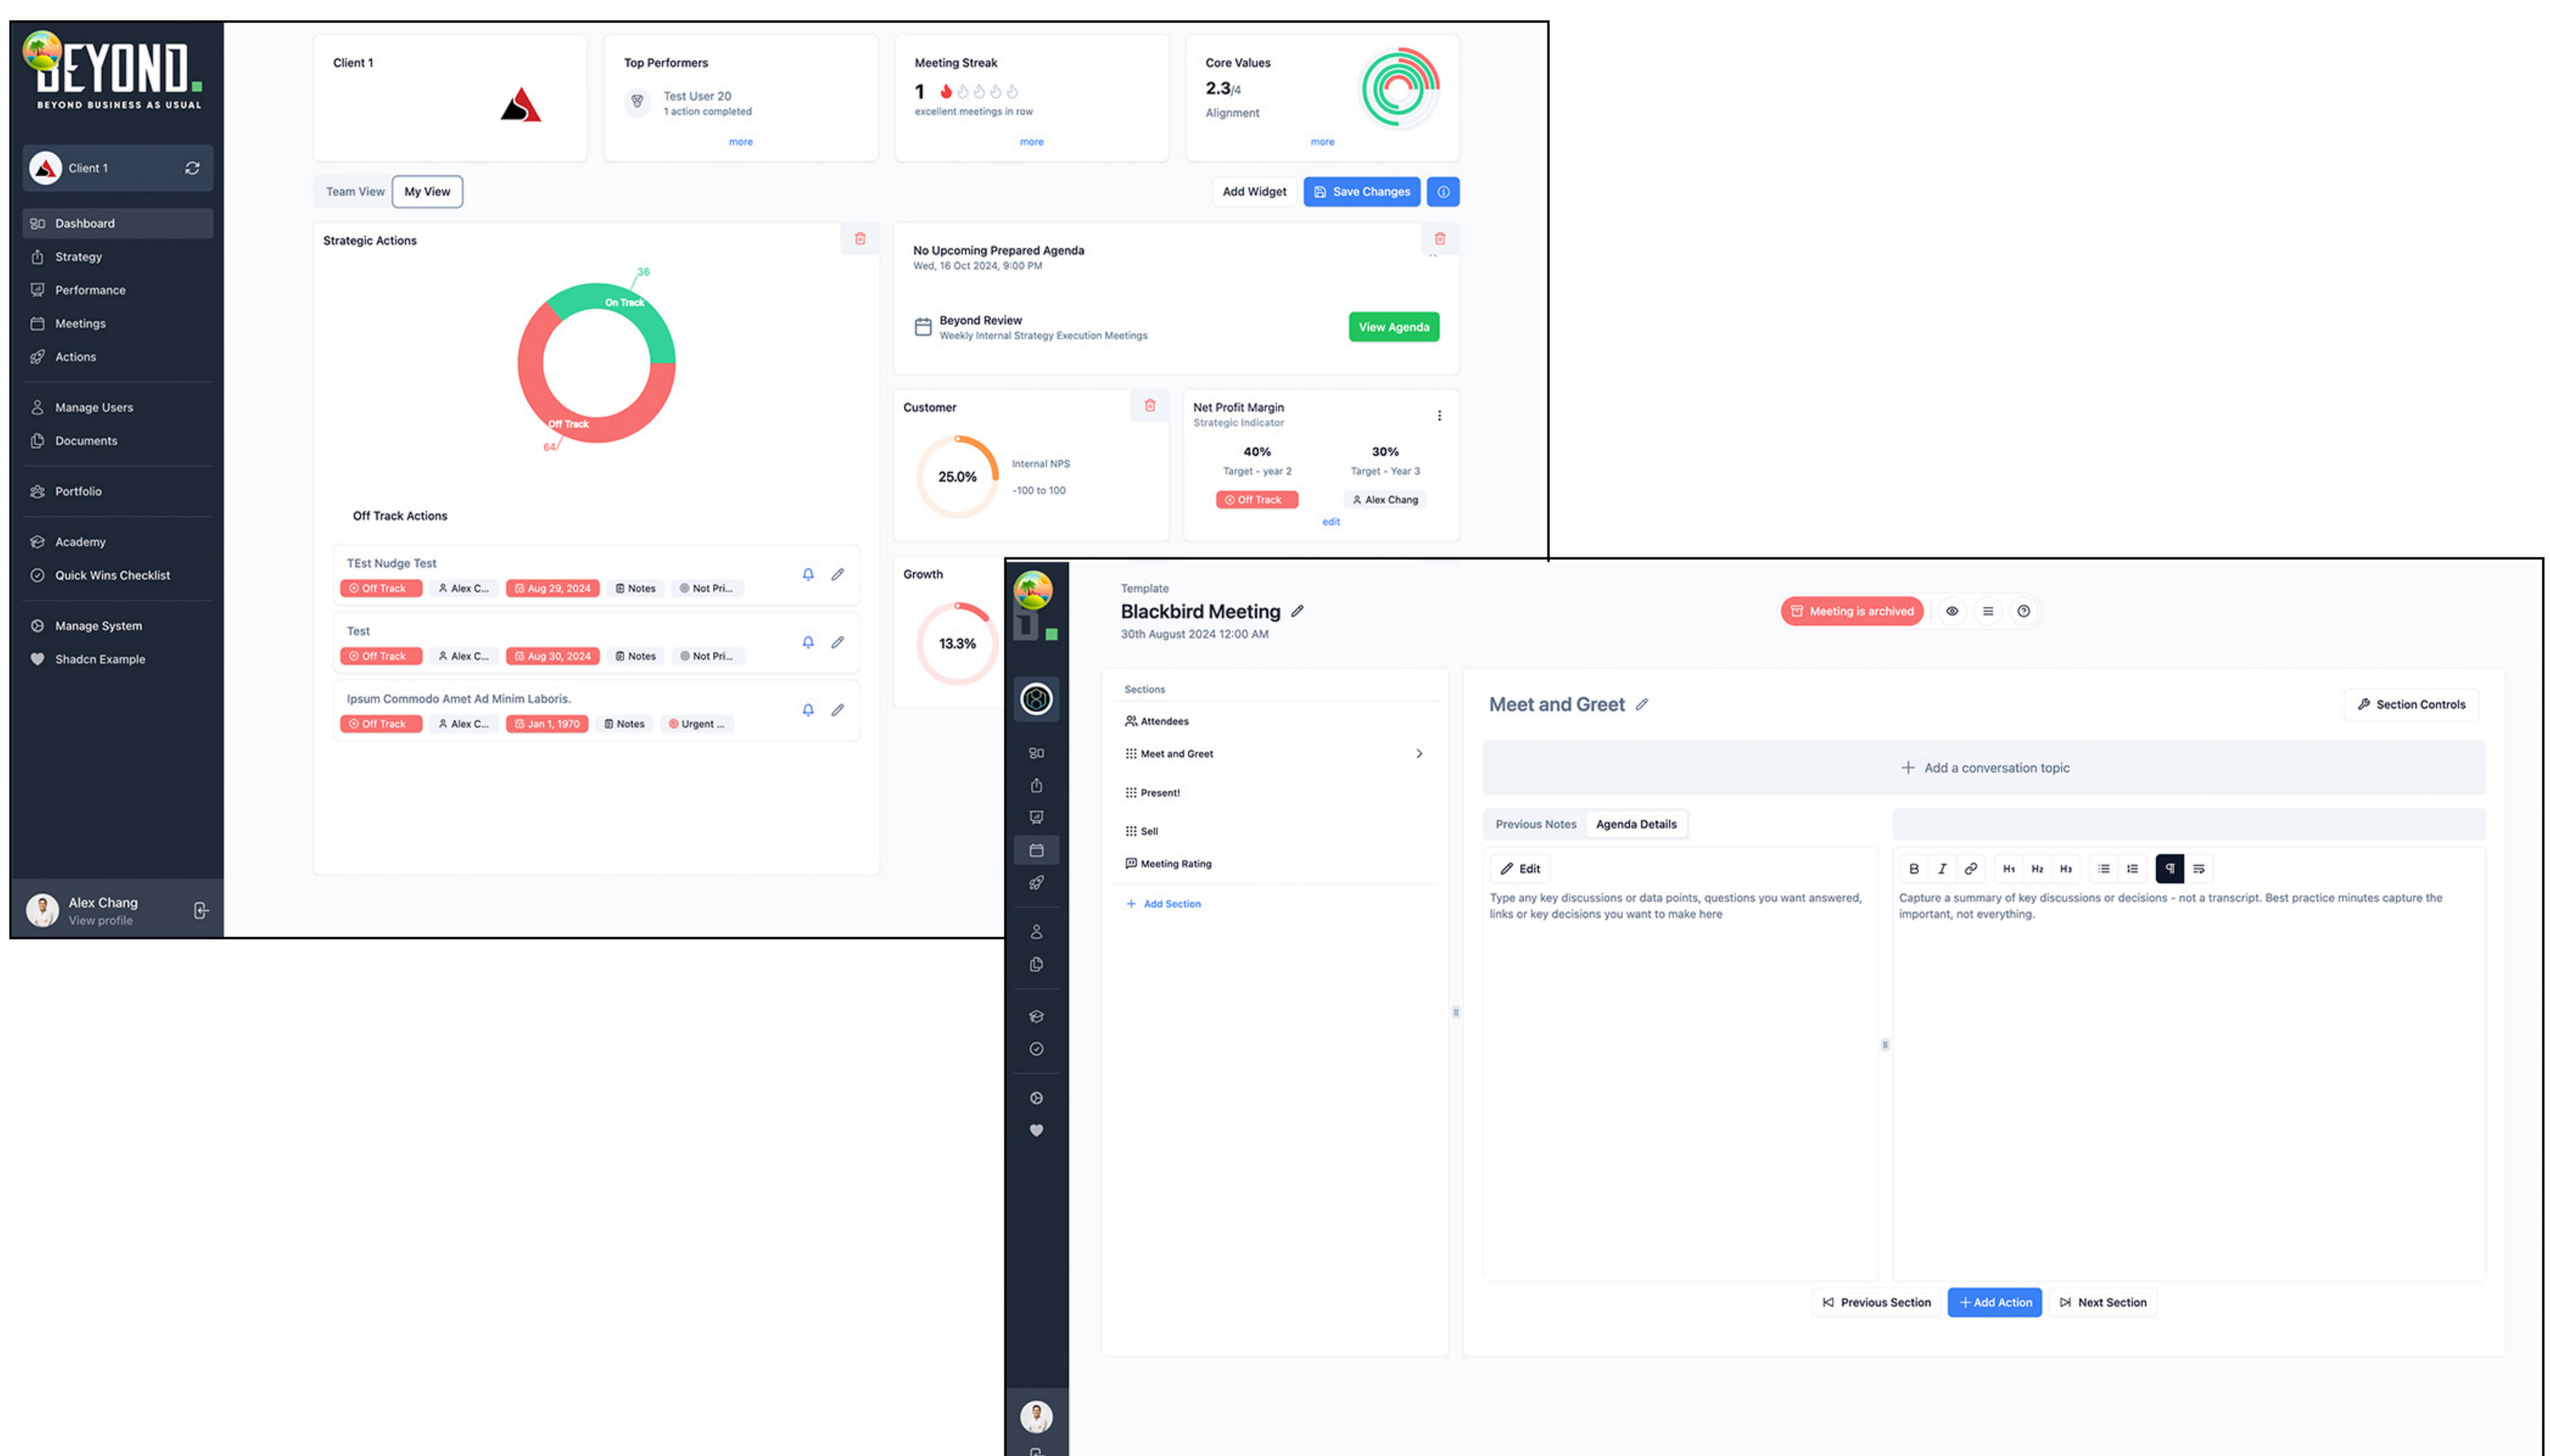 BEYOND.
BEYOND BUSINESS AS USUAL
Client 1
Dashboard
Strategy
Performance
Meetings
Actions
Manage Users
Documents
Portfolio
Academy
Quick Wins Checklist
Manage System
Shadcn Example
Alex Chang
View profile
Client 1
Top Performers
Test User 20
1 action completed
more
Meeting Streak
1
excellent meetings in row
more
Core Values
2.3/4
Alignment
more
Team View
My View
Add Widget
Save Changes
Strategic Actions
36
On Track
Off Track
64
Off Track Actions
TEst Nudge Test
Off Track Alex C... Aug 29, 2024 Notes Not Pri...
Test
Off Track Alex C... Aug 30, 2024 Notes Not Pri...
Ipsum Commodo Amet Ad Minim Laboris.
Off Track Alex C... Jan 1, 1970 Notes Urgent ...
No Upcoming Prepared Agenda
Wed, 16 Oct 2024, 9:00 PM
Beyond Review
Weekly Internal Strategy Execution Meetings
View Agenda
Customer
25.0%
Internal NPS
-100 to 100
Net Profit Margin
Strategic Indicator
40% 30%
Target - year 2 Target - Year 3
Off Track Alex Chang
edit
Growth
13.3%
Template
Blackbird Meeting
30th August 2024 12:00 AM
Meeting is archived
Sections
Attendees
Meet and Greet
Present!
Sell
Meeting Rating
+ Add Section
Meet and Greet
Section Controls
+ Add a conversation topic
Previous Notes Agenda Details
Edit
Type any key discussions or data points, questions you want answered,
links or key decisions you want to make here
B I H1 H2 H3
Capture a summary of key discussions or decisions - not a transcript. Best practice minutes capture the
important, not everything.
Previous Section
+ Add Action
Next Section